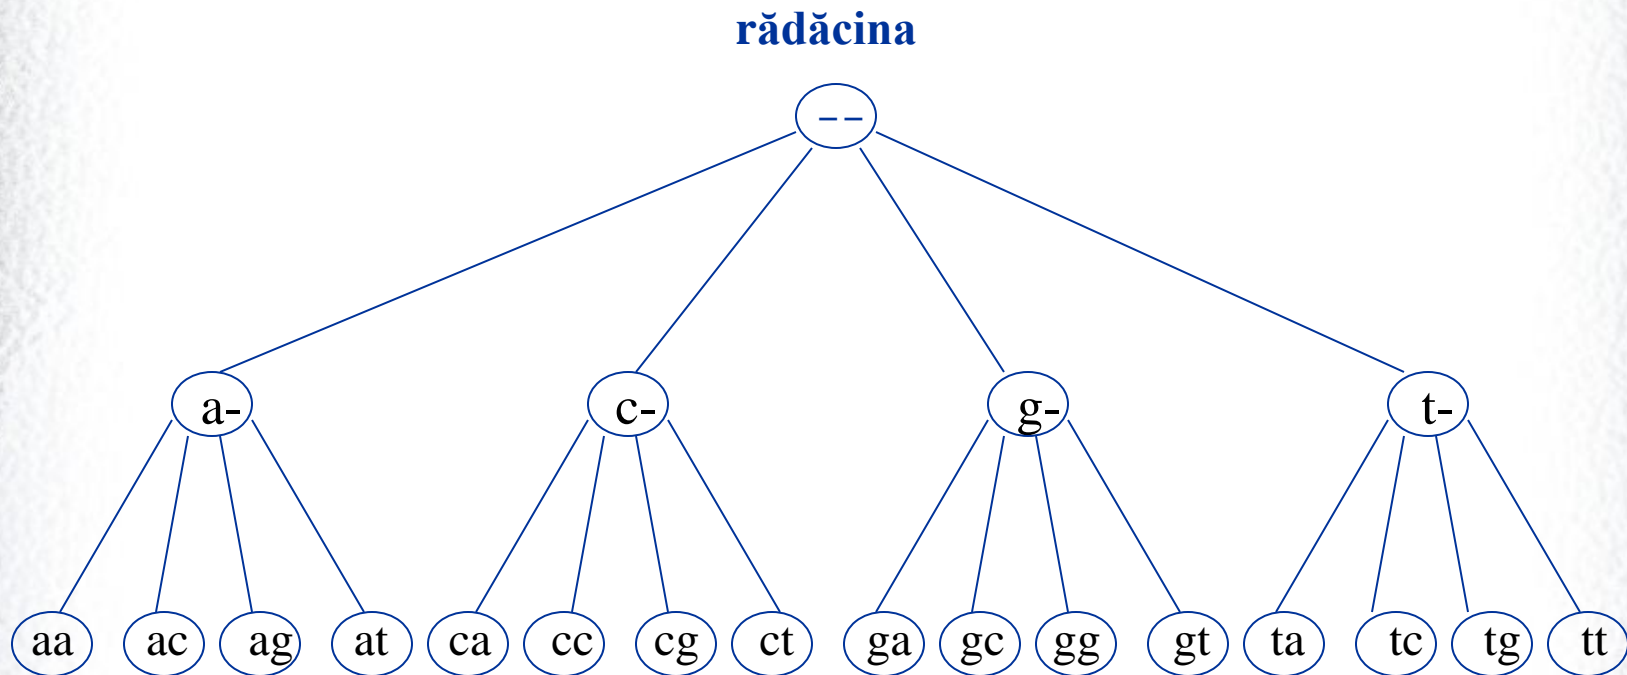 rădăcina
--
a- c- g- t-
aa ac ag at ca cc cg ct ga gc gg gt ta tc tg tt